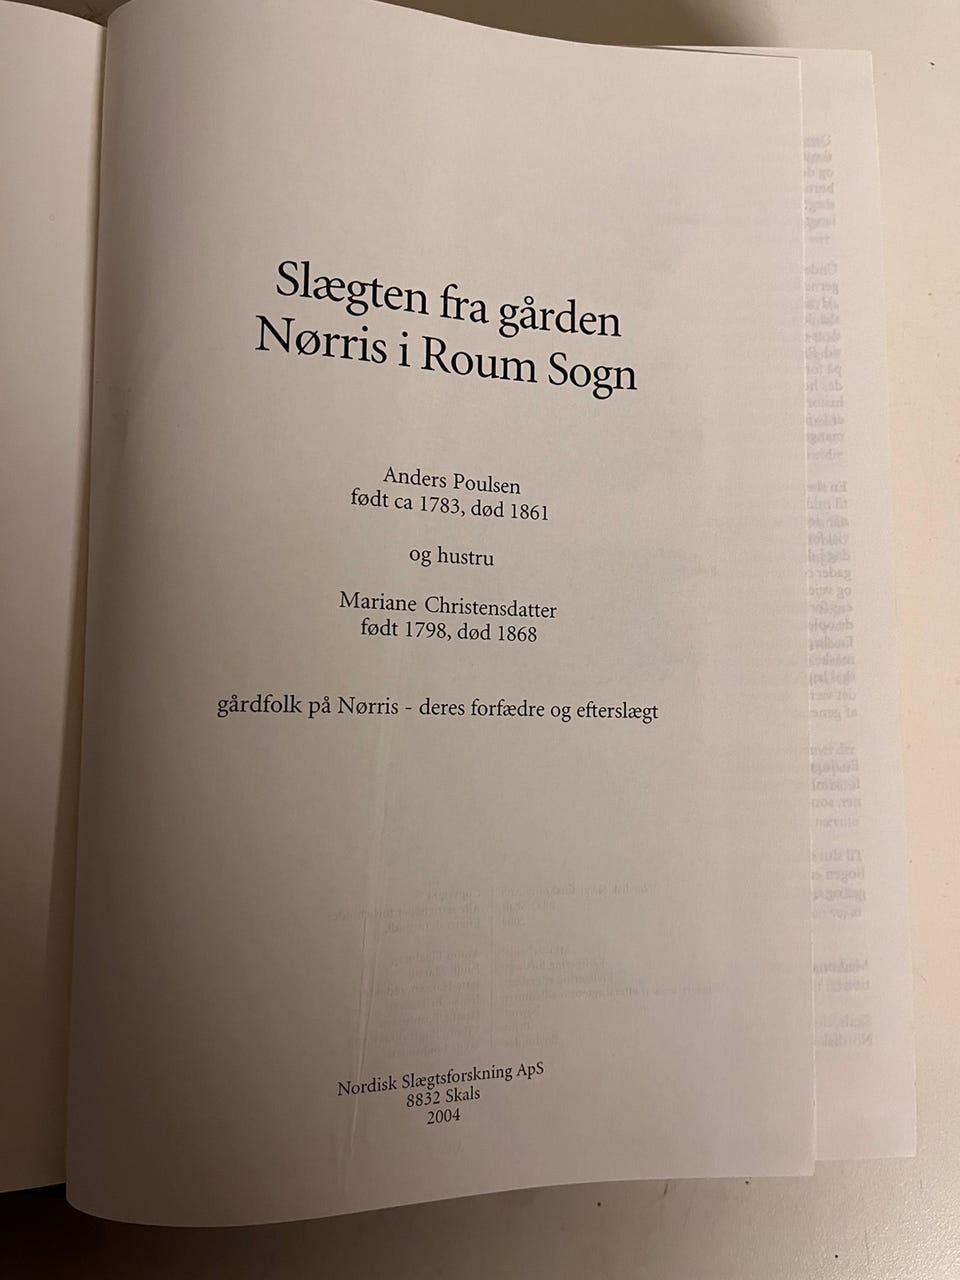 Slægten fra gården
Nørris i Roum Sogn
Anders Poulsen
født ca 1783, død 1861
og hustru
Mariane Christensdatter
født 1798, død 1868
gårdfolk på Nørris - deres forfædre og efterslægt
Nordisk Slægtsforskning ApS
8832 Skals
2004